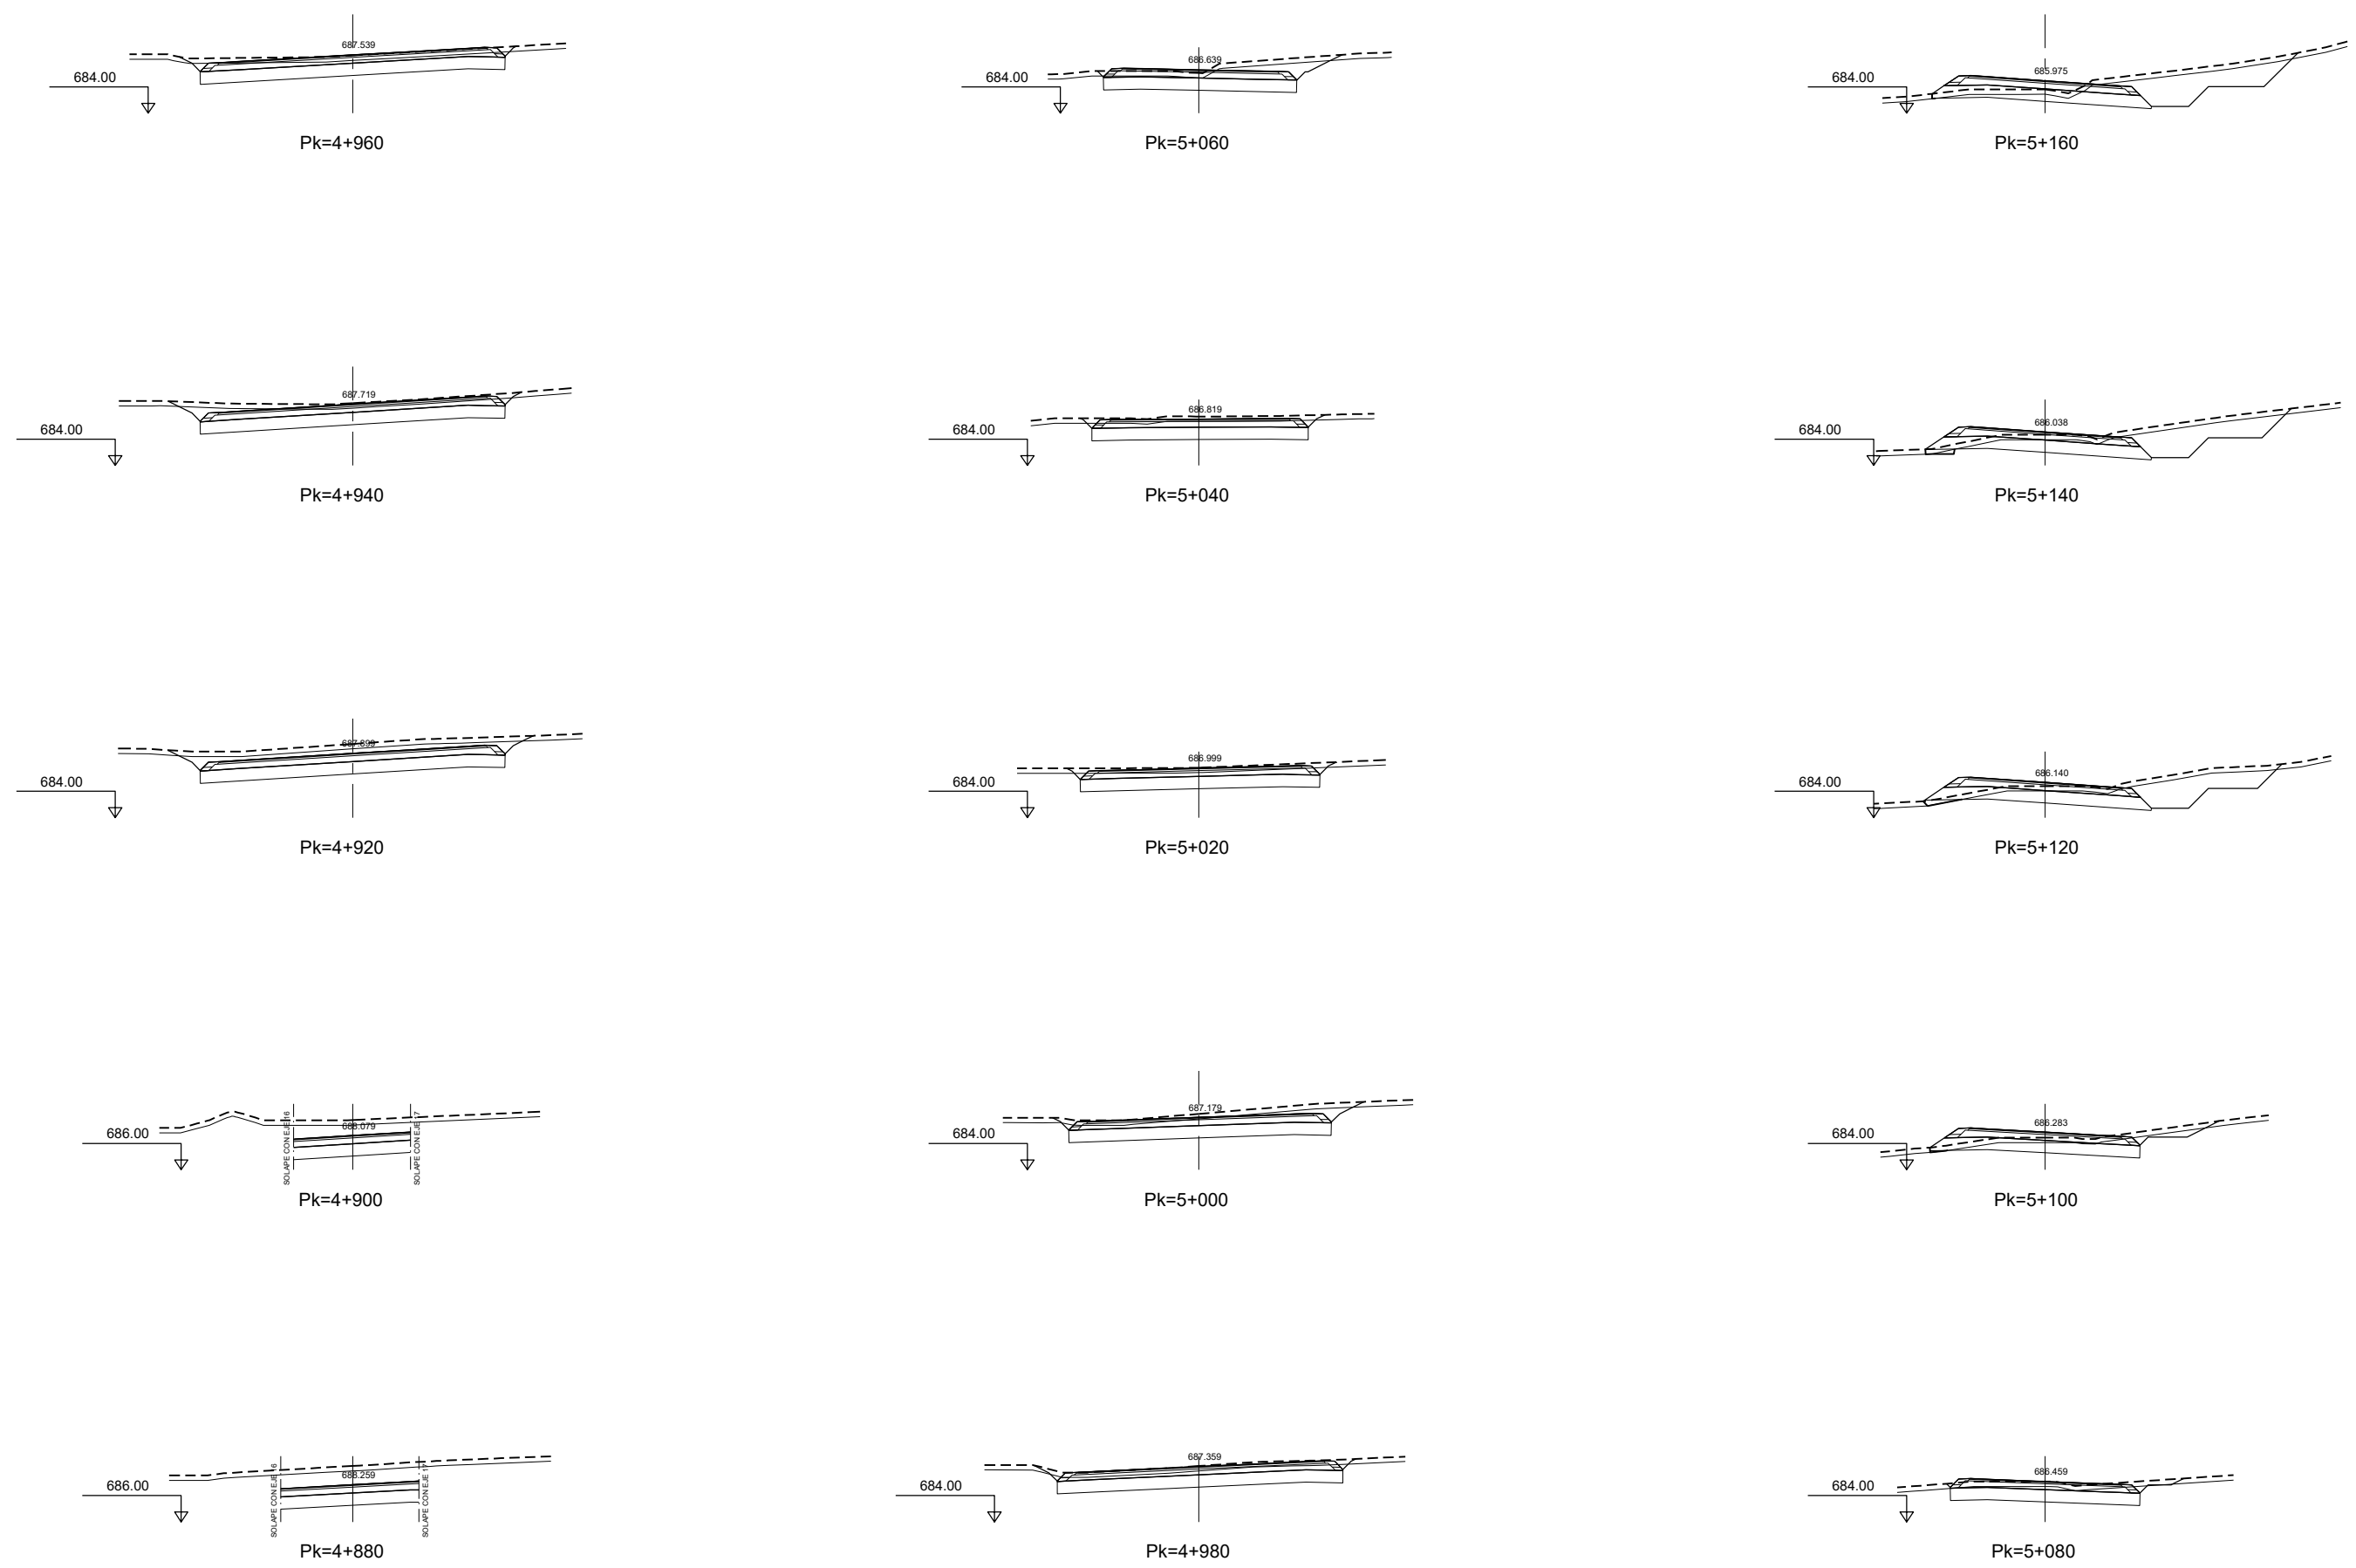 687.539
684.00
Pk=4+960
686.639
684.00
Pk=5+060
685.975
684.00
Pk=5+160
687.719
684.00
Pk=4+940
686.819
684.00
Pk=5+040
686.038
684.00
Pk=5+140
687.899
684.00
Pk=4+920
686.999
684.00
Pk=5+020
686.140
684.00
Pk=5+120
SOLAPE CON EJE 16
688.079
SOLAPE CON EJE 17
686.00
Pk=4+900
687.179
684.00
Pk=5+000
686.283
684.00
Pk=5+100
SOLAPE CON EJE 16
688.259
SOLAPE CON EJE 17
686.00
Pk=4+880
687.359
684.00
Pk=4+980
686.459
684.00
Pk=5+080